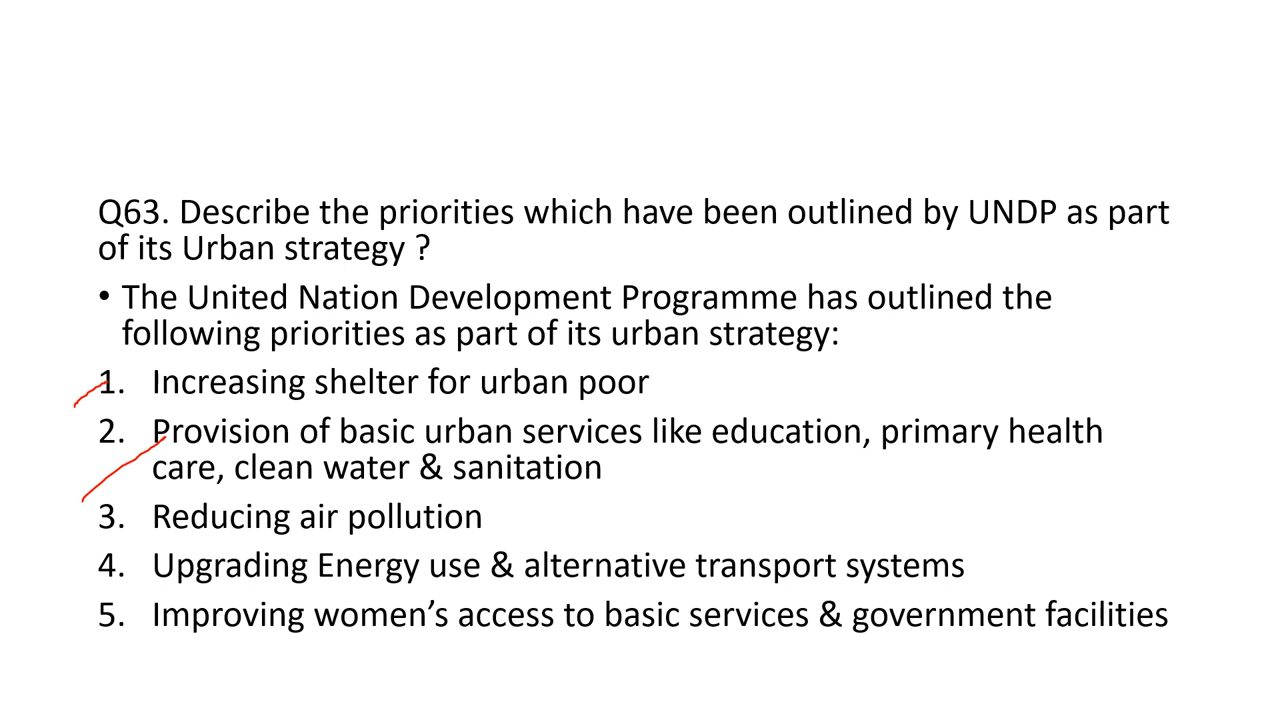 Q63. Describe the priorities which have been outlined by UNDP as part
of its Urban strategy ?
• The United Nation Development Programme has outlined the
following priorities as part of its urban strategy:
1. Increasing shelter for urban poor
2. Provision of basic urban services like education, primary health
care, clean water & sanitation
3. Reducing air pollution
4. Upgrading Energy use & alternative transport systems
5. Improving women’s access to basic services & government facilities